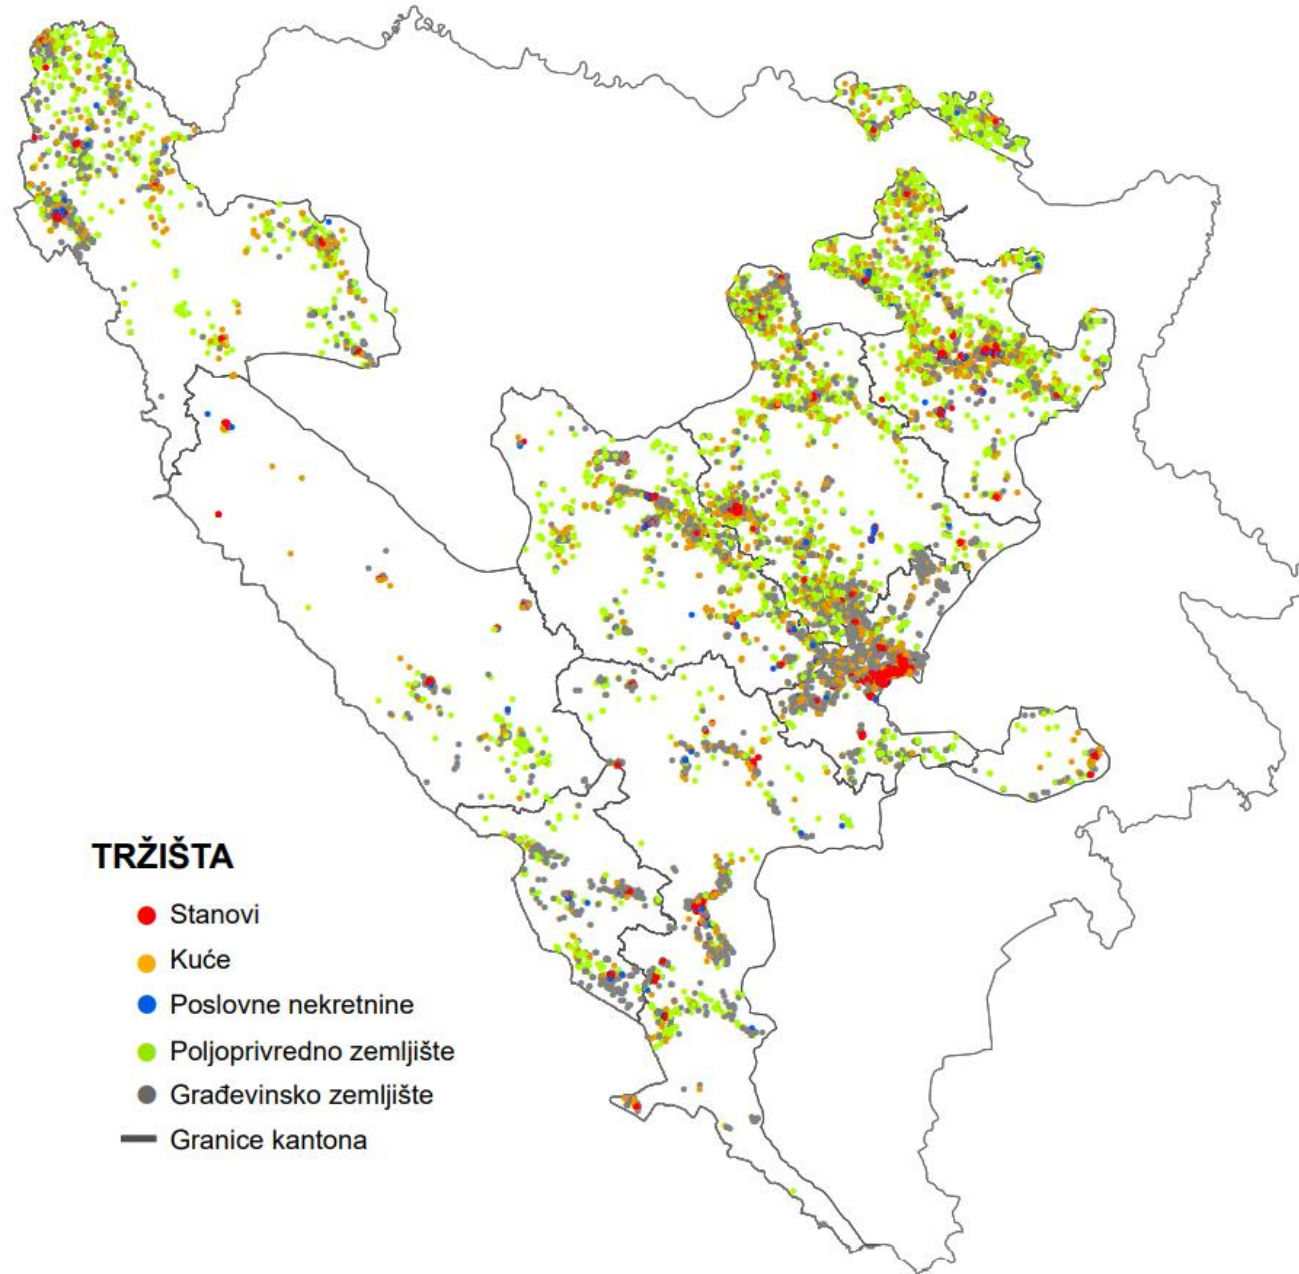 TRŽIŠTA
Stanovi
Kuće
Poslovne nekretnine
Poljoprivredno zemljište
Građevinsko zemljište
Granice kantona